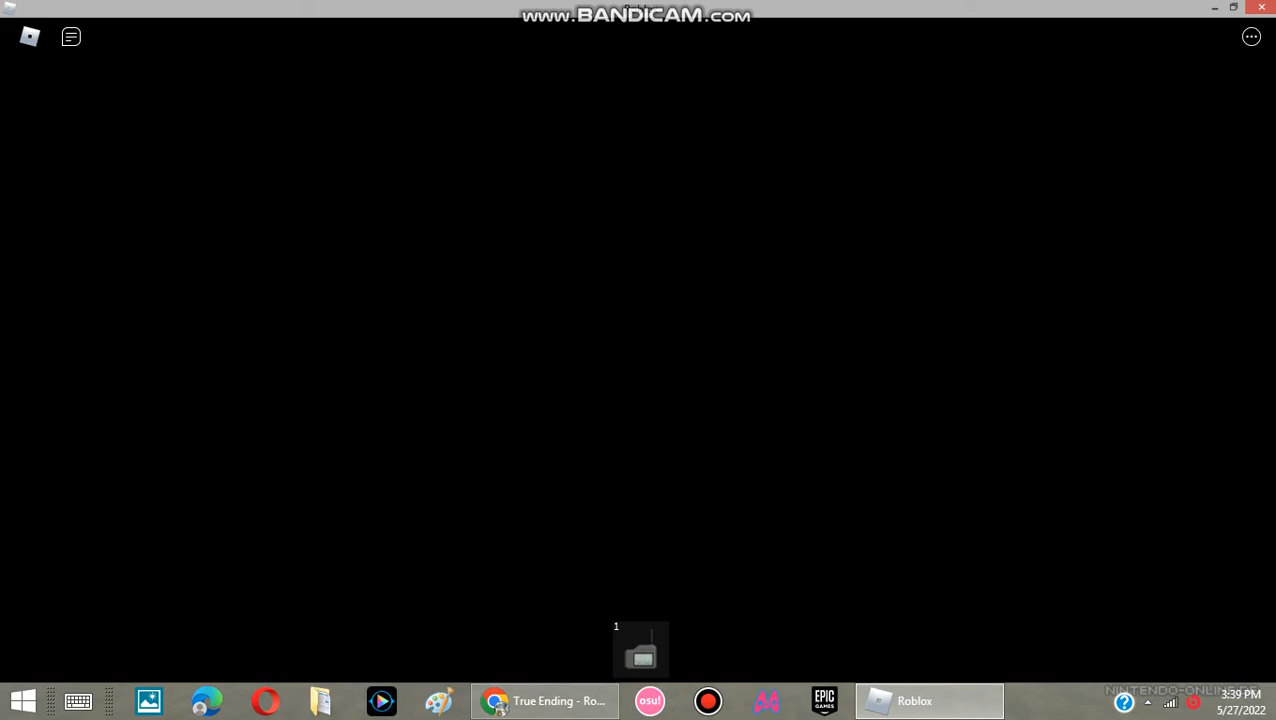 www.BANDICAM.com
1
True Ending - Ro...
osu!
EPIC
GAMES
Roblox
3:39 PM
5/27/2022